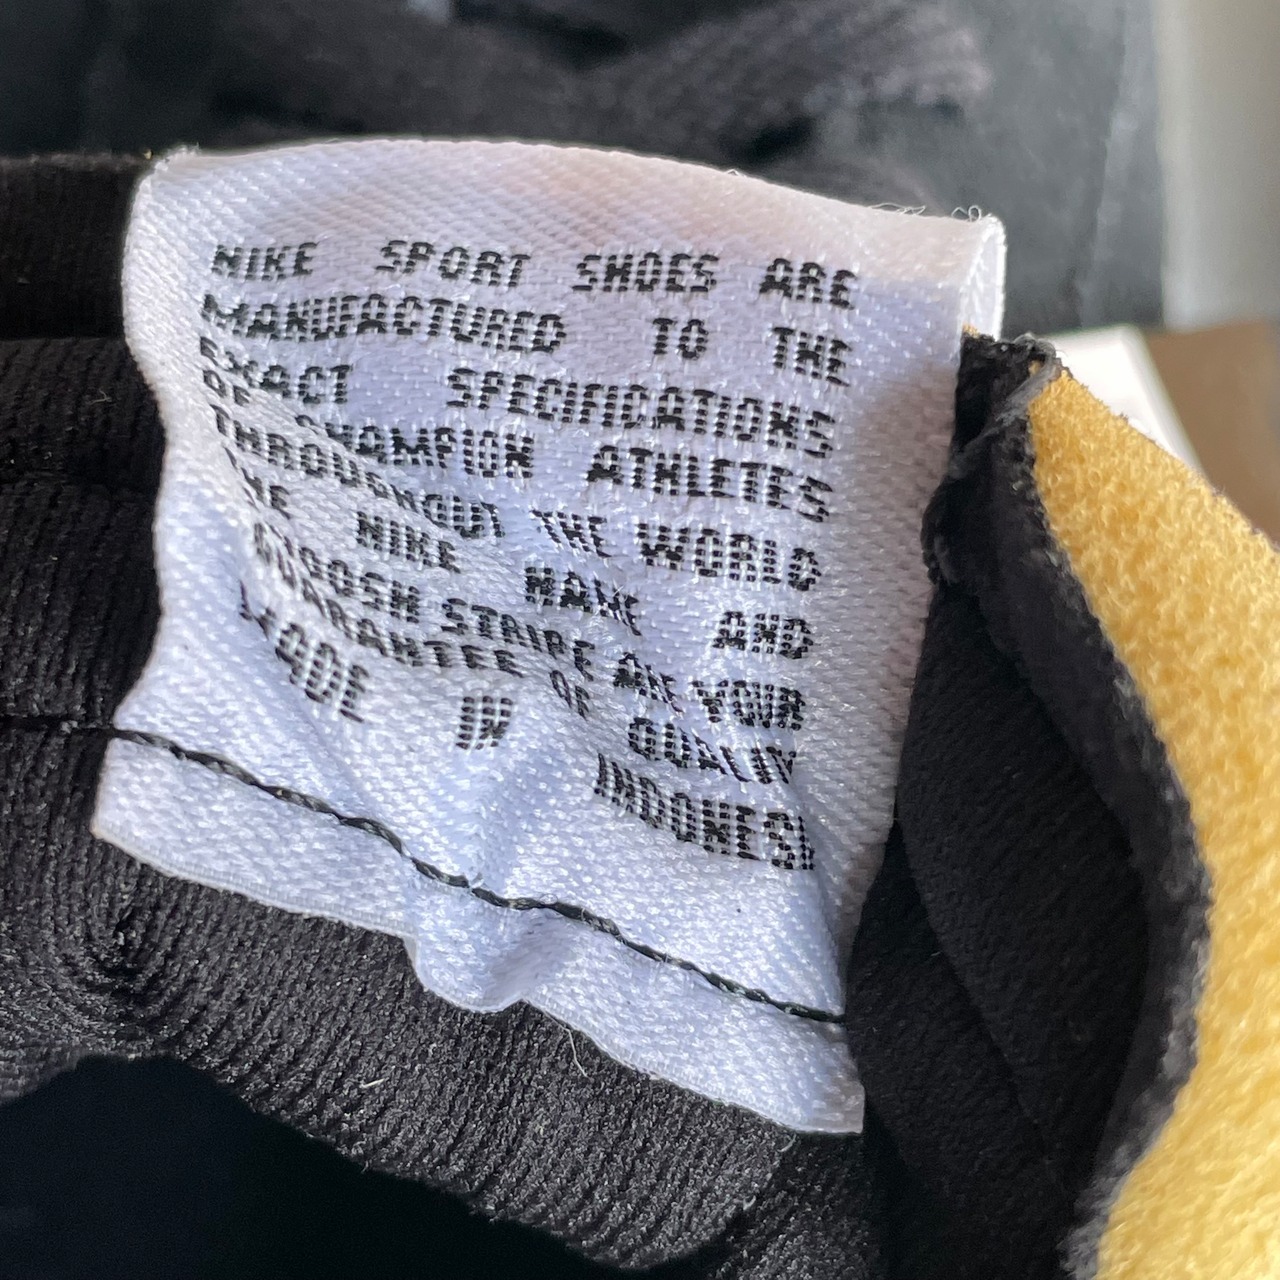 NIKE SPORT SHOES ARE
MANUFACTURED TO THE
EXACT SPECIFICATIONS
OF CHAMPION ATHLETES
THROUGHOUT THE WORLD
THE NIKE NAME AND
SWOOSH STRIPE ARE YOUR
GUARANTEE OF QUALITY
MADE IN INDONESIA